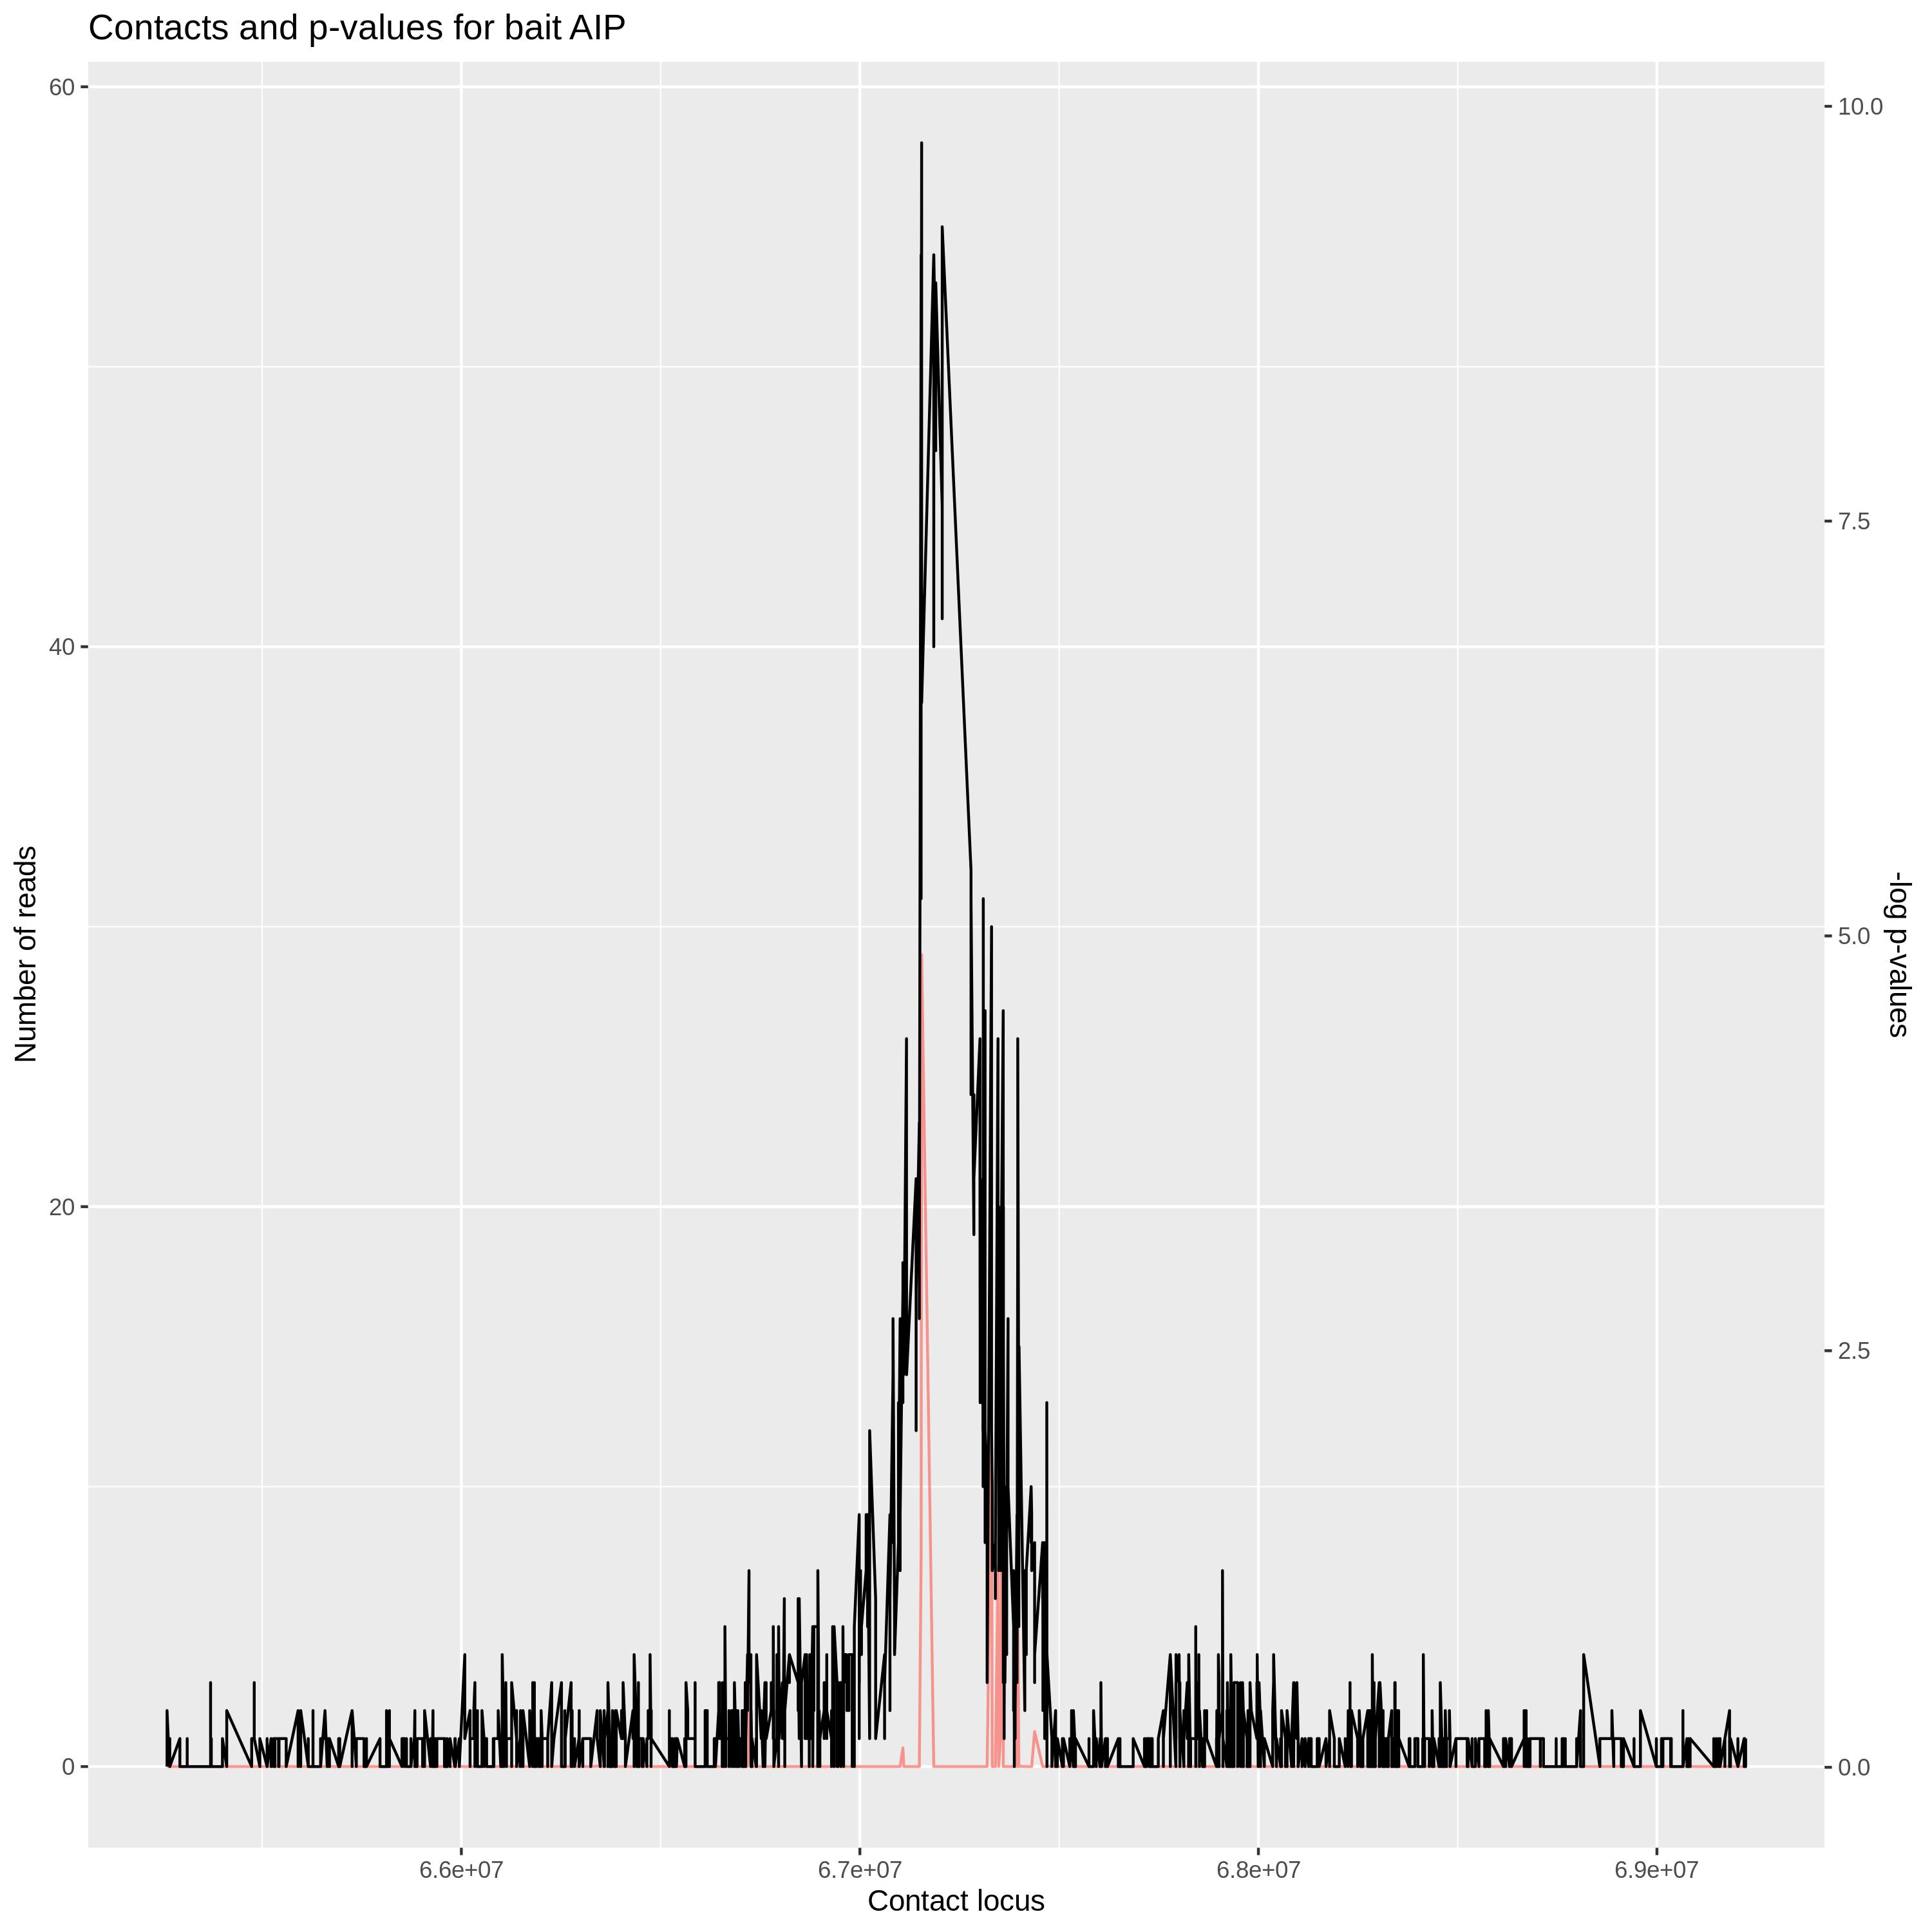 Contacts and p-values for bait AIP
60
40
20
0
Number of reads
10.0
7.5
5.0
2.5
0.0
-log p-values
6.6e+07
6.7e+07
6.8e+07
6.9e+07
Contact locus